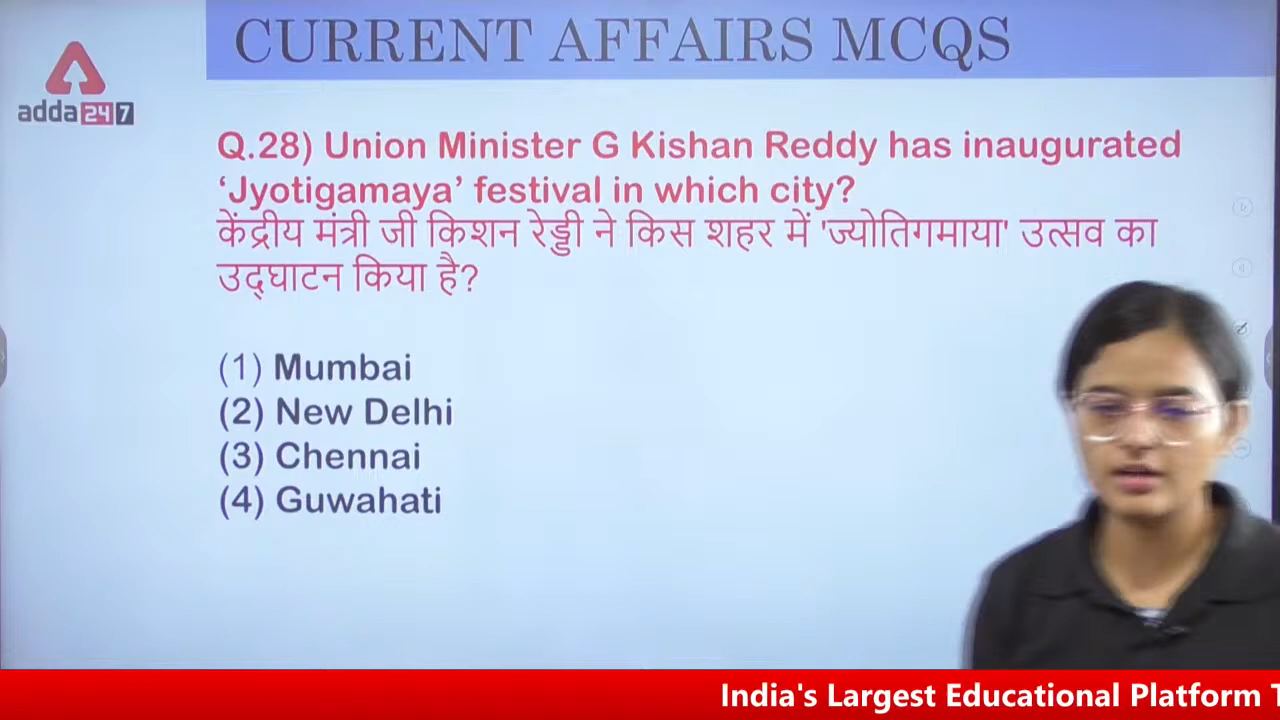 CURRENT AFFAIRS MCQS
adda247
Q.28) Union Minister G Kishan Reddy has inaugurated
‘Jyotigamaya’ festival in which city?
केंद्रीय मंत्री जी किशन रेड्डी ने किस शहर में 'ज्योतिगमाया' उत्सव का
उद्घाटन किया है?
(1) Mumbai
(2) New Delhi
(3) Chennai
(4) Guwahati
India's Largest Educational Platform T